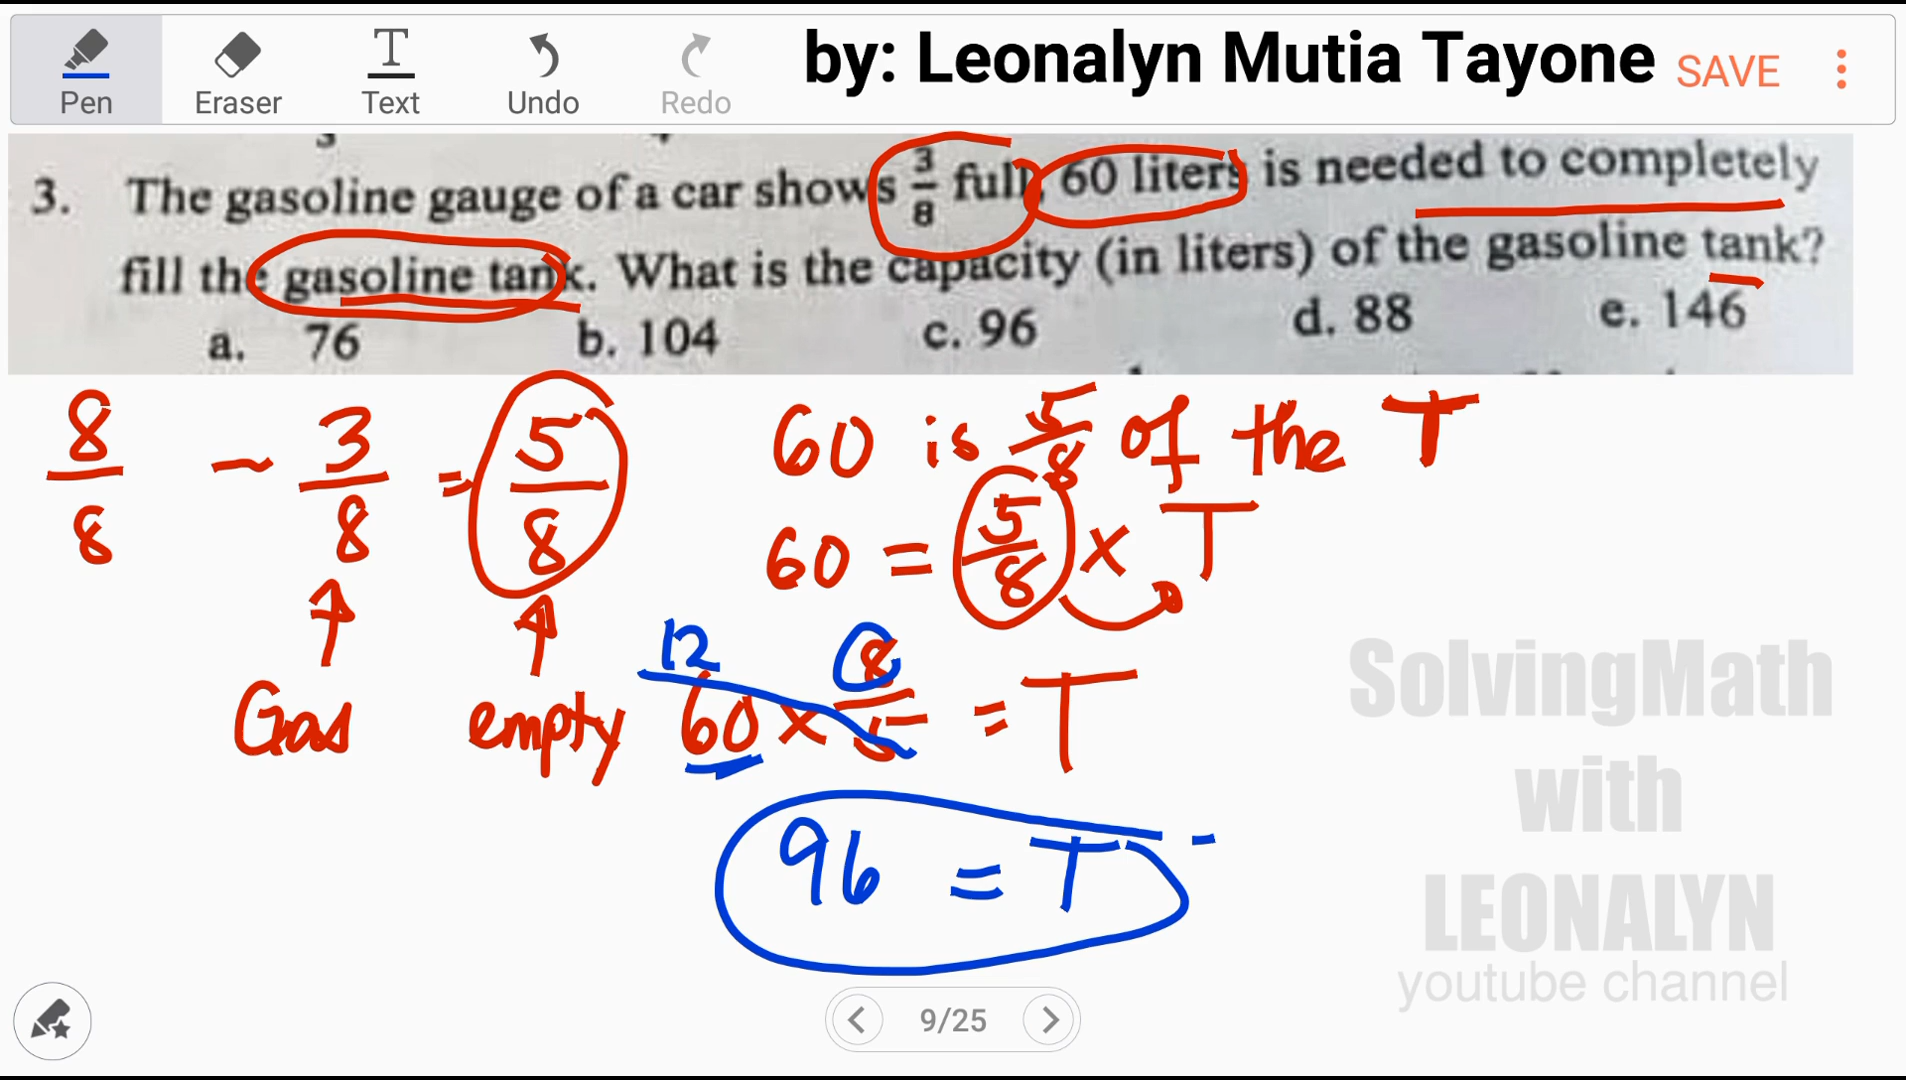 Pen Eraser Text Undo Redo by: Leonalyn Mutia Tayone SAVE
3. The gasoline gauge of a car shows 3/8 full, 60 liters is needed to completely
fill the gasoline tank. What is the capacity (in liters) of the gasoline tank?
a. 76 b. 104 c. 96 d. 88 e. 146
8/8 - 3/8 = 5/8
Gas empty
60 is 5/8 of the T
60 = 5/8 x T
12
60 x 8/5 = T
96 = T
SolvingMath
with
LEONALYN
youtube channel
9/25